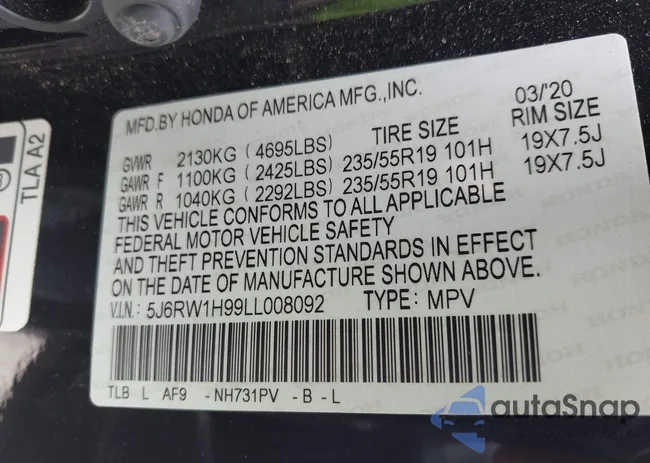 MFD.BY HONDA OF AMERICA MFG.,INC. 03/'20
TIRE SIZE RIM SIZE
GVWR 2130KG (4695LBS)
GAWR F 1100KG (2425LBS) 235/55R19 101H 19X7.5J
GAWR R 1040KG (2292LBS) 235/55R19 101H 19X7.5J
THIS VEHICLE CONFORMS TO ALL APPLICABLE
FEDERAL MOTOR VEHICLE SAFETY
AND THEFT PREVENTION STANDARDS IN EFFECT
ON THE DATE OF MANUFACTURE SHOWN ABOVE.
V.I.N.: 5J6RW1H99LL008092 TYPE: MPV
TLB L AF9 - NH731PV - B - L
TLA A2
autoSnap